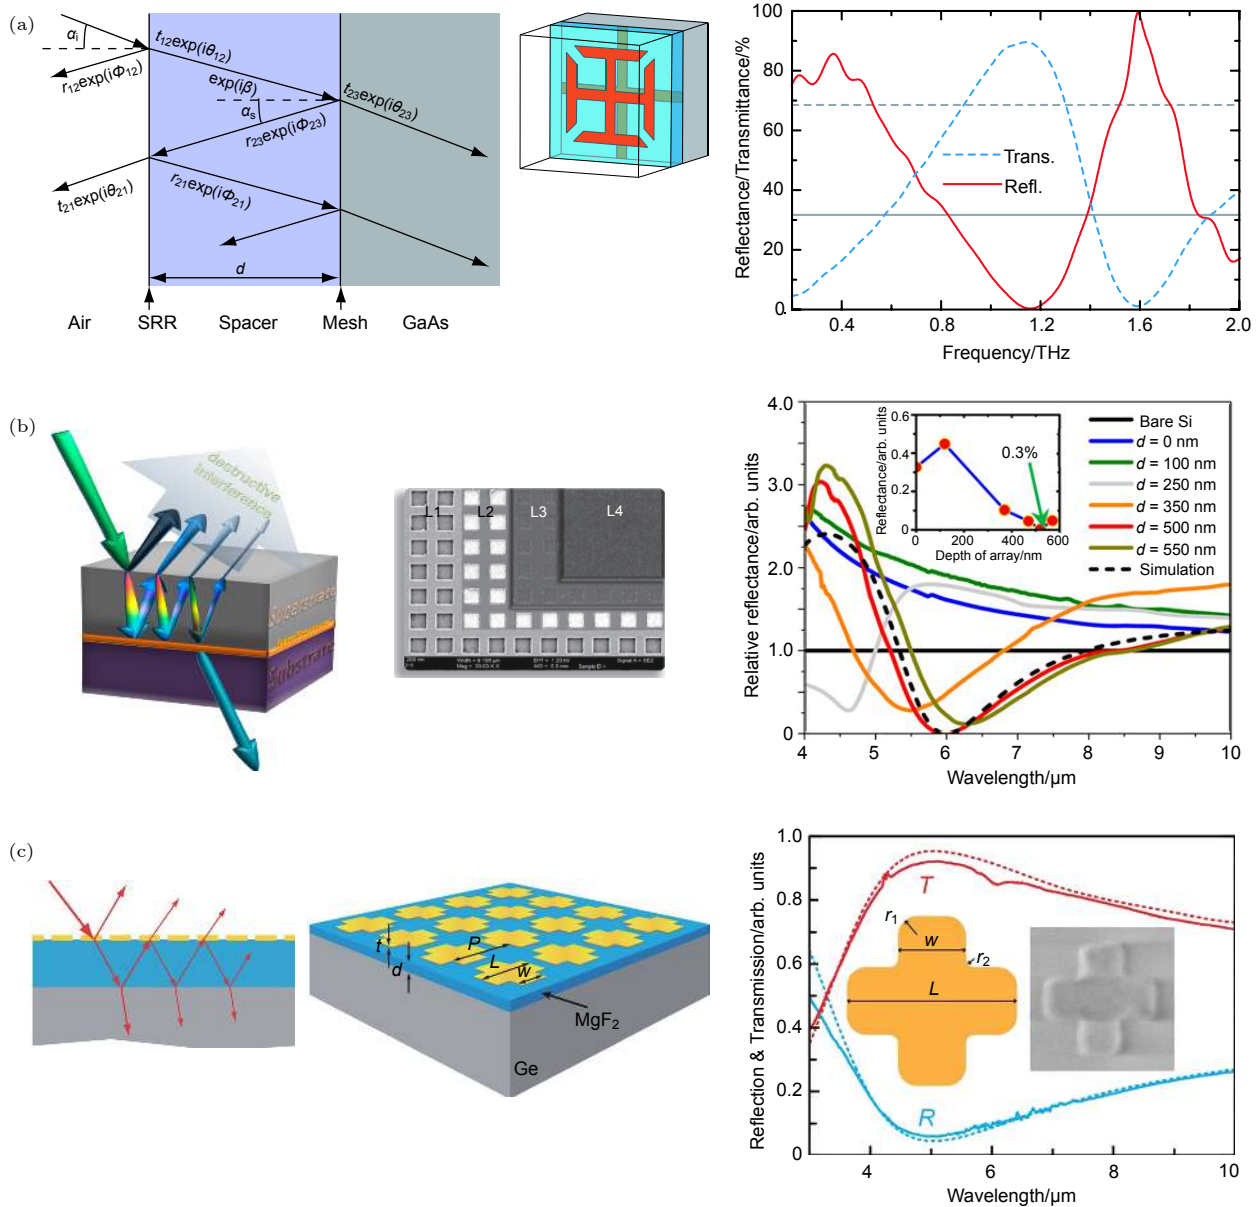 (a)
α_i
t₁₂exp(iθ₁₂)
r₁₂exp(iΦ₁₂)
exp(iβ)
t₂₃exp(iθ₂₃)
α_s
r₂₃exp(iΦ₂₃)
t₂₁exp(iθ₂₁)
r₂₁exp(iΦ₂₁)
d
Air SRR Spacer Mesh GaAs
Reflectance/Transmittance/%
100
80
60
40
20
0
Trans.
Refl.
0.4 0.8 1.2 1.6 2.0
Frequency/THz
(b)
destructive
interference
Superstrate
Substrate
L1 L2 L3 L4
Relative reflectance/arb. units
4.0
3.0
2.0
1.0
0
Reflectance/arb. units
0.6
0.4
0.2
0
0.3%
0 200 400 600
Depth of array/nm
Bare Si
d = 0 nm
d = 100 nm
d = 250 nm
d = 350 nm
d = 500 nm
d = 550 nm
Simulation
4 5 6 7 8 9 10
Wavelength/µm
(c)
t
P
L
d
w
MgF₂
Ge
Reflection & Transmission/arb. units
1.0
0.8
0.6
0.4
0.2
0
T
r₁
w
r₂
L
R
4 6 8 10
Wavelength/µm